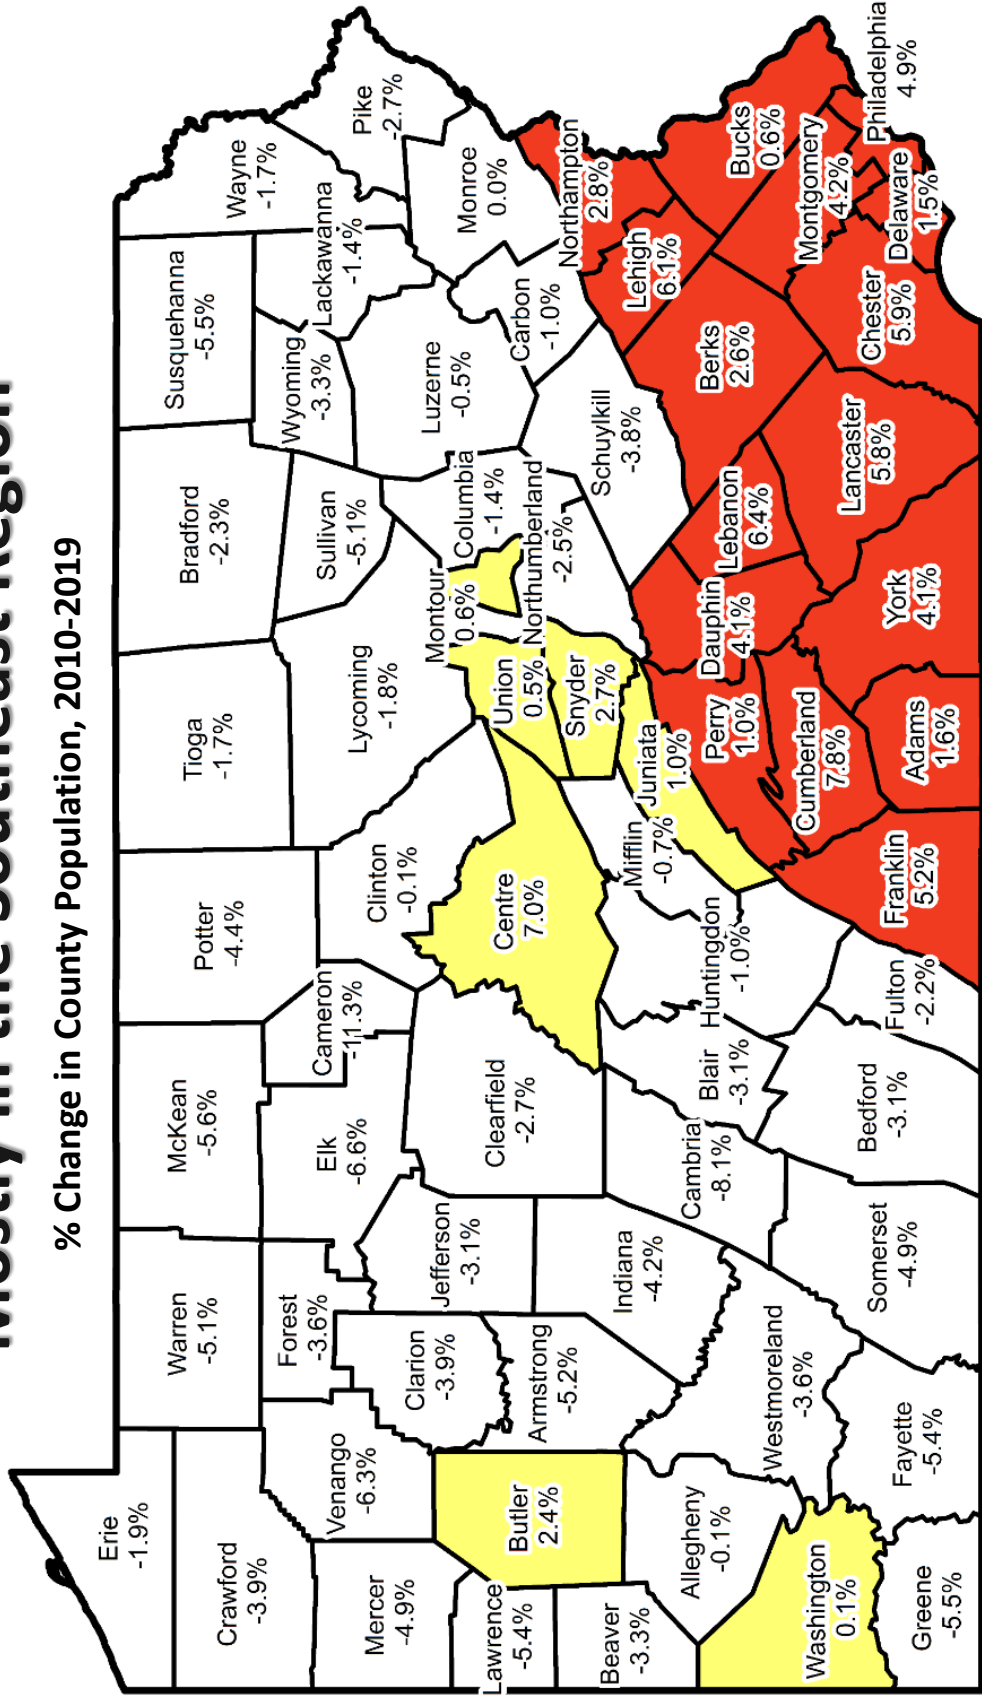 Mostly in the Southeast Region
% Change in County Population, 2010-2019
Erie
-1.9%
Crawford
-3.9%
Warren
-5.1%
McKean
-5.6%
Potter
-4.4%
Tioga
-1.7%
Bradford
-2.3%
Susquehanna
-5.5%
Wayne
-1.7%
Forest
-3.6%
Elk
-6.6%
Cameron
-11.3%
Sullivan
-5.1%
Wyoming
-3.3%
Lackawanna
-1.4%
Pike
-2.7%
Mercer
-4.9%
Venango
-6.3%
Clarion
-3.9%
Jefferson
-3.1%
Clinton
-0.1%
Lycoming
-1.8%
Luzerne
-0.5%
Monroe
0.0%
Lawrence
-5.4%
Butler
2.4%
Armstrong
-5.2%
Clearfield
-2.7%
Centre
7.0%
Union
0.5%
Montour
0.6%
Columbia
-1.4%
Northumberland
-2.5%
Carbon
-1.0%
Northampton
2.8%
Beaver
-3.3%
Indiana
-4.2%
Mifflin
-0.7%
Juniata
1.0%
Snyder
2.7%
Schuylkill
-3.8%
Lehigh
6.1%
Allegheny
-0.1%
Westmoreland
-3.6%
Cambria
-8.1%
Blair
-3.1%
Huntingdon
-1.0%
Perry
1.0%
Dauphin
4.1%
Lebanon
6.4%
Berks
2.6%
Bucks
0.6%
Montgomery
4.2%
Washington
0.1%
Cumberland
7.8%
Lancaster
5.8%
Chester
5.9%
Delaware
1.5%
Philadelphia
4.9%
Greene
-5.5%
Fayette
-5.4%
Somerset
-4.9%
Bedford
-3.1%
Fulton
-2.2%
Franklin
5.2%
Adams
1.6%
York
4.1%